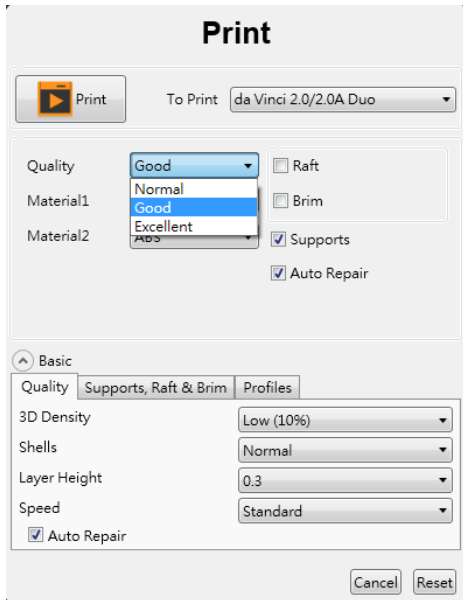 Print
Print To Print da Vinci 2.0/2.0A Duo
Quality Good Raft
Normal
Material1 Good Brim
Excellent
Material2 ABS Supports
Auto Repair
Basic
Quality Supports, Raft & Brim Profiles
3D Density Low (10%)
Shells Normal
Layer Height 0.3
Speed Standard
Auto Repair
Cancel Reset